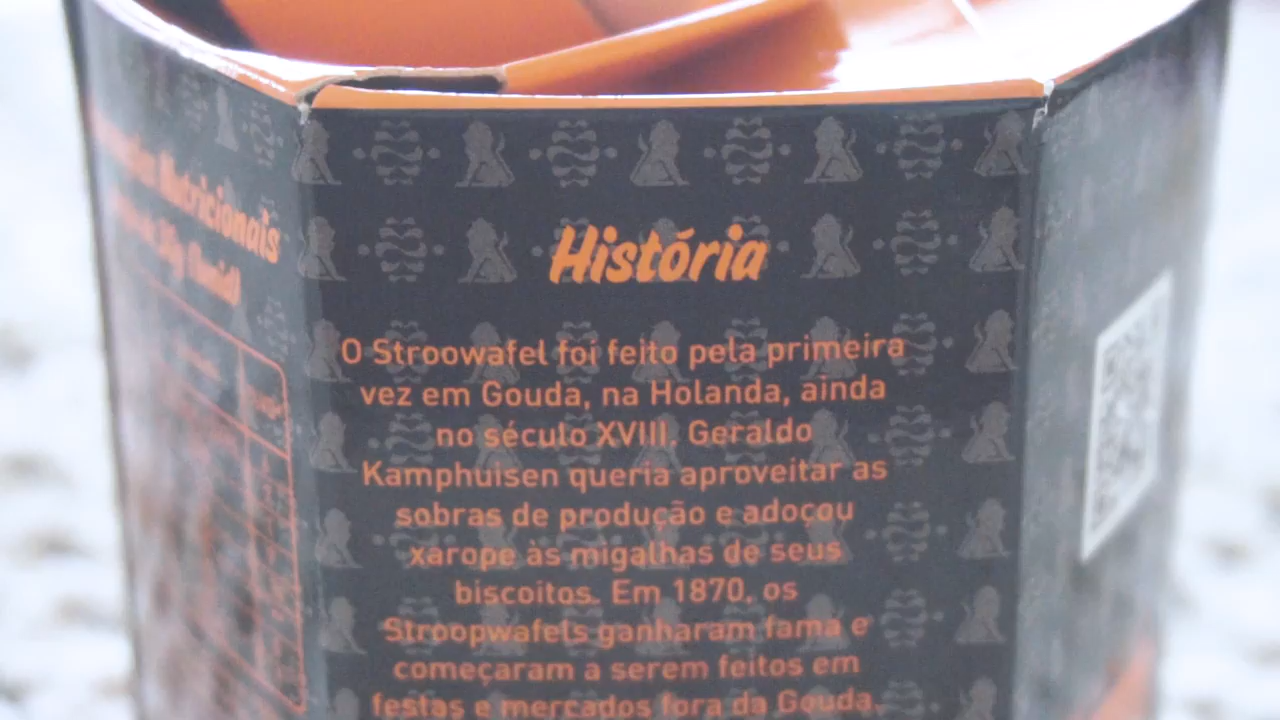 Nutricionais
História
O Stroowafel foi feito pela primeira
vez em Gouda, na Holanda, ainda
no século XVIII. Geraldo
Kamphuisen queria aproveitar as
sobras de produção e adoçou
xarope às migalhas de seus
biscoitos. Em 1870, os
Stroopwafels ganharam fama e
começaram a serem feitos em
festas e mercados fora da Gouda.